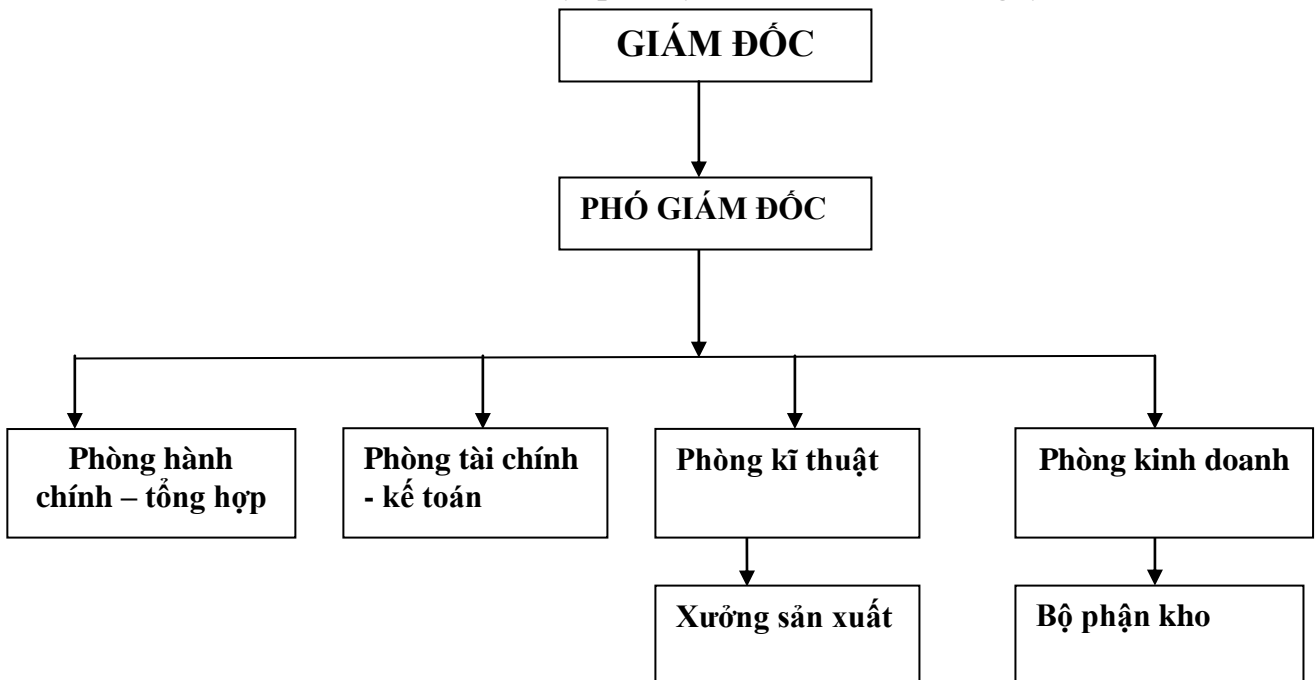 GIÁM ĐỐC
PHÓ GIÁM ĐỐC
Phòng hành
chính – tổng hợp
Phòng tài chính
- kế toán
Phòng kĩ thuật
Phòng kinh doanh
Xưởng sản xuất
Bộ phận kho